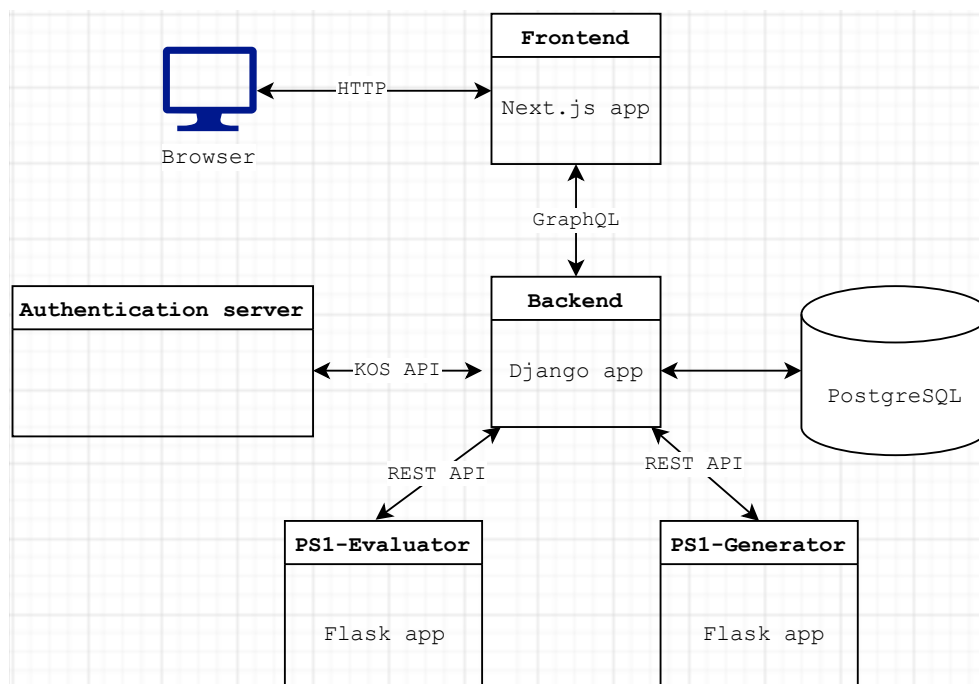 Frontend
HTTP
Next.js app
Browser
GraphQL
Authentication server
Backend
KOS API
Django app
PostgreSQL
REST API
REST API
PS1-Evaluator
PS1-Generator
Flask app
Flask app